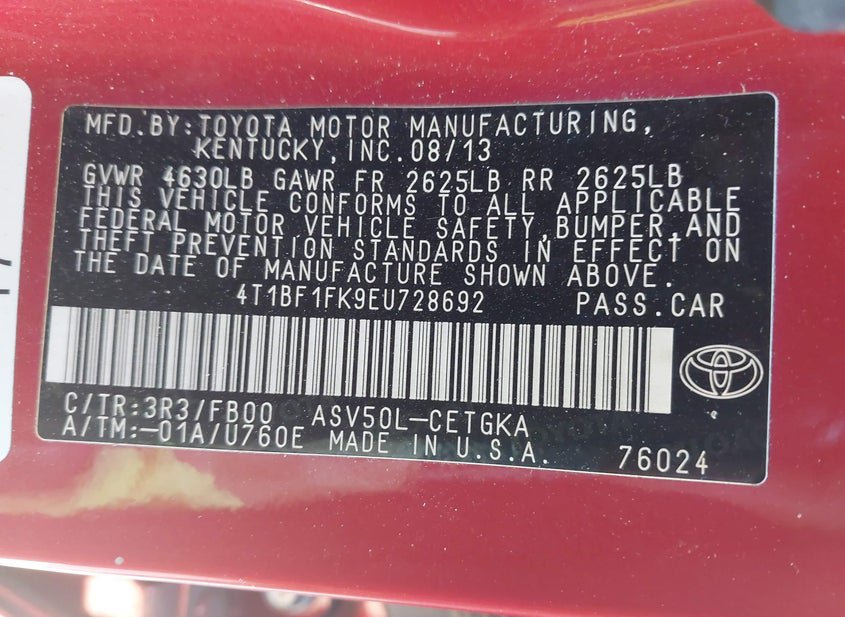 MFD.BY:TOYOTA MOTOR MANUFACTURING,
KENTUCKY,INC.08/13
GVWR 4630LB GAWR FR 2625LB RR 2625LB
THIS VEHICLE CONFORMS TO ALL APPLICABLE
FEDERAL MOTOR VEHICLE SAFETY,BUMPER,AND
THEFT PREVENTION STANDARDS IN EFFECT ON
THE DATE OF MANUFACTURE SHOWN ABOVE.
4T1BF1FK9EU728692 PASS.CAR
C/TR:3R3/FB00 ASV50L-CETGKA
A/TM:-01A/U760E MADE IN U.S.A. 76024